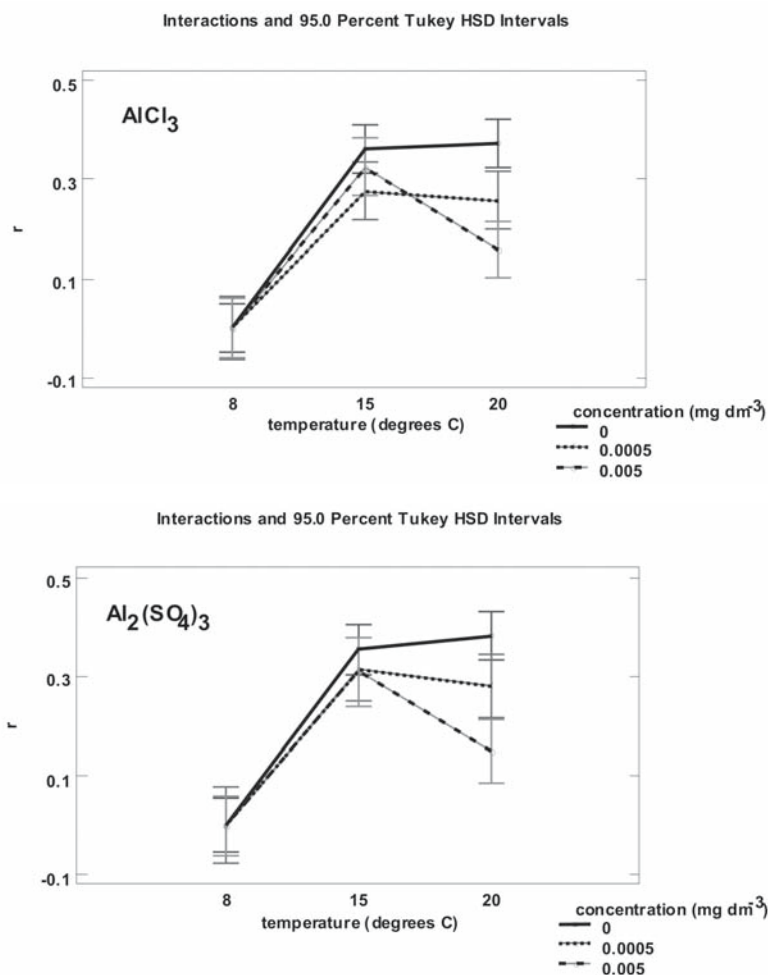 Interactions and 95.0 Percent Tukey HSD Intervals
0.5
AlCl3
0.3
r
0.1
-0.1
8 15 20
temperature (degrees C)
concentration (mg dm-3)
0
0.0005
0.005
Interactions and 95.0 Percent Tukey HSD Intervals
0.5
Al2(SO4)3
0.3
r
0.1
-0.1
8 15 20
temperature (degrees C)
concentration (mg dm-3)
0
0.0005
0.005